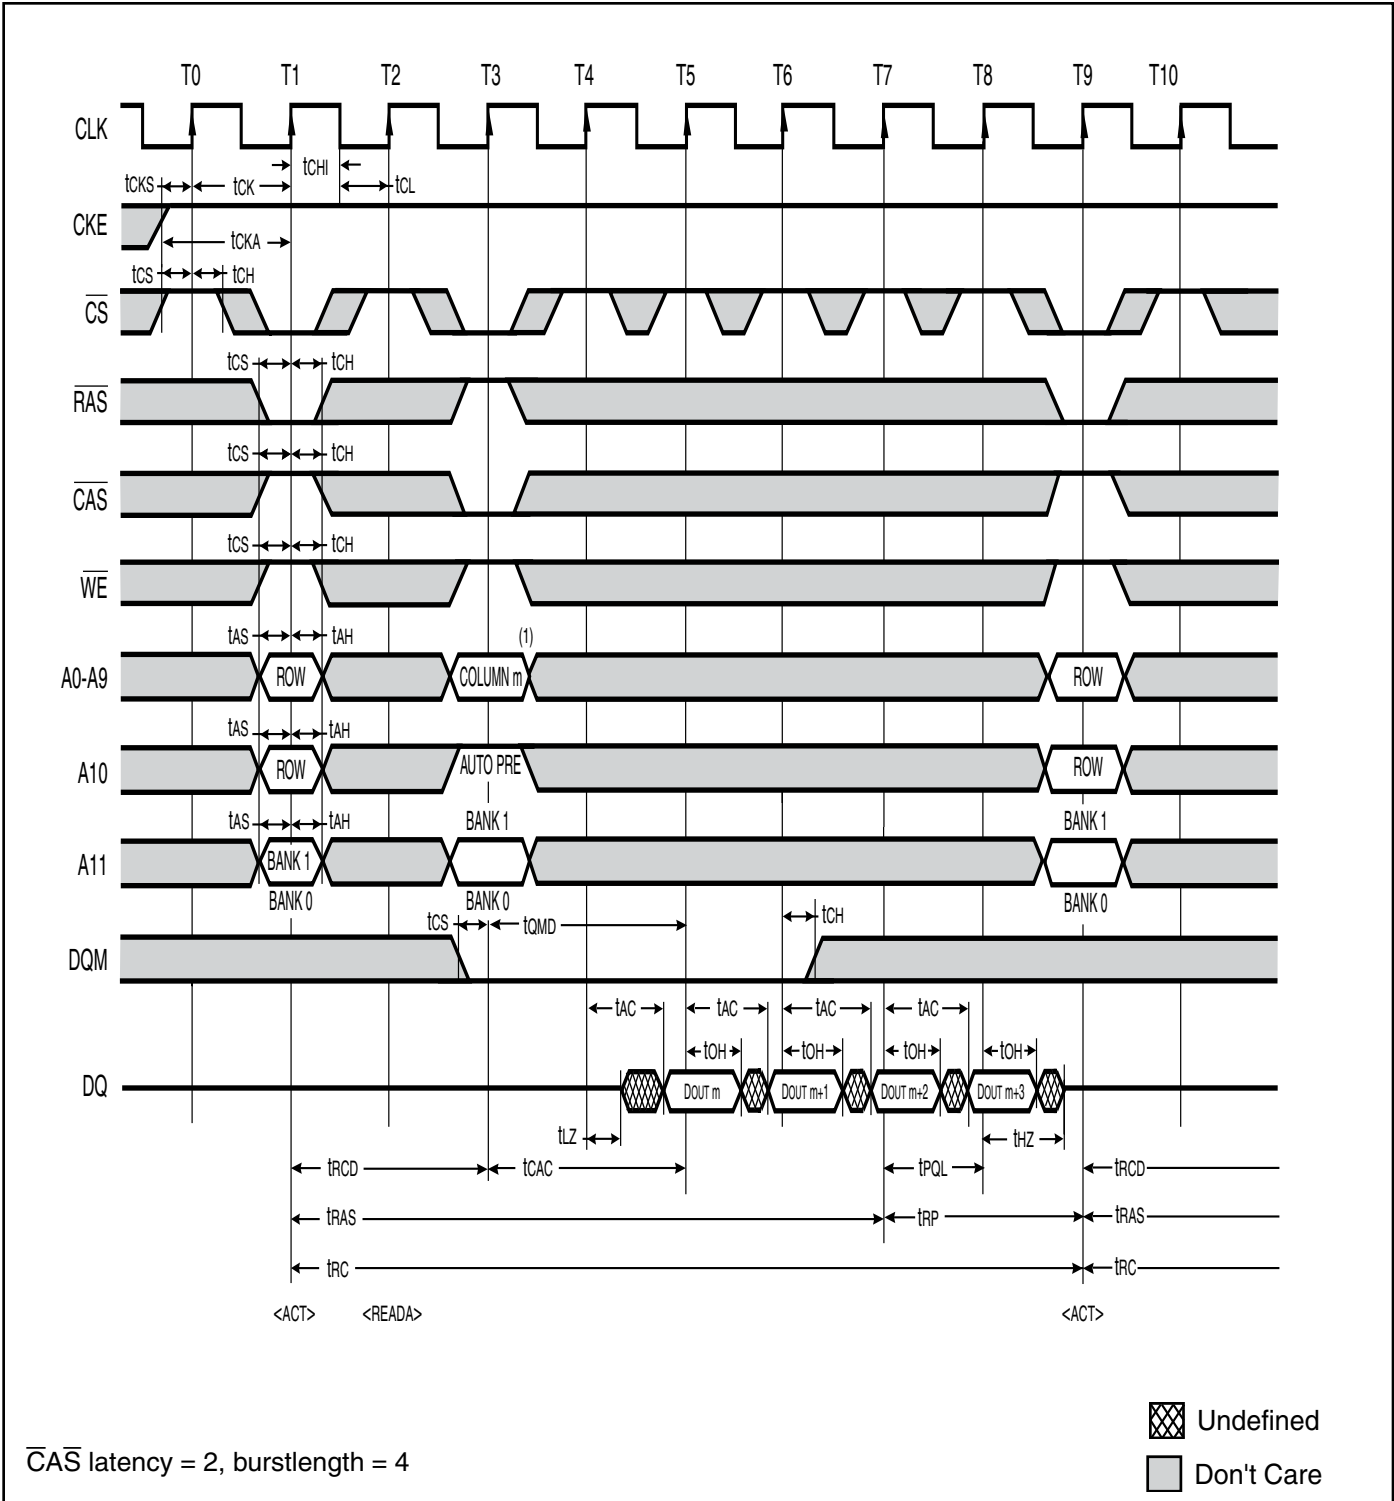 T0 T1 T2 T3 T4 T5 T6 T7 T8 T9 T10
CLK
tCHI
tCKS tCK tCL
CKE
tCKA
tCS tCH
CS
tCS tCH
RAS
tCS tCH
CAS
tCS tCH
WE
tAS tAH (1)
A0-A9 ROW COLUMN m ROW
tAS tAH
A10 ROW AUTO PRE ROW
tAS tAH BANK 1 BANK 1
A11 BANK 1
BANK 0 BANK 0 BANK 0
tCS tQMD tCH
DQM
tAC tAC tAC tAC
tOH tOH tOH tOH
DQ DOUT m DOUT m+1 DOUT m+2 DOUT m+3
tLZ tHZ
tRCD tCAC tPQL tRCD
tRAS tRP tRAS
tRC tRC
<ACT> <READA> <ACT>
Undefined
CAS latency = 2, burstlength = 4
Don't Care